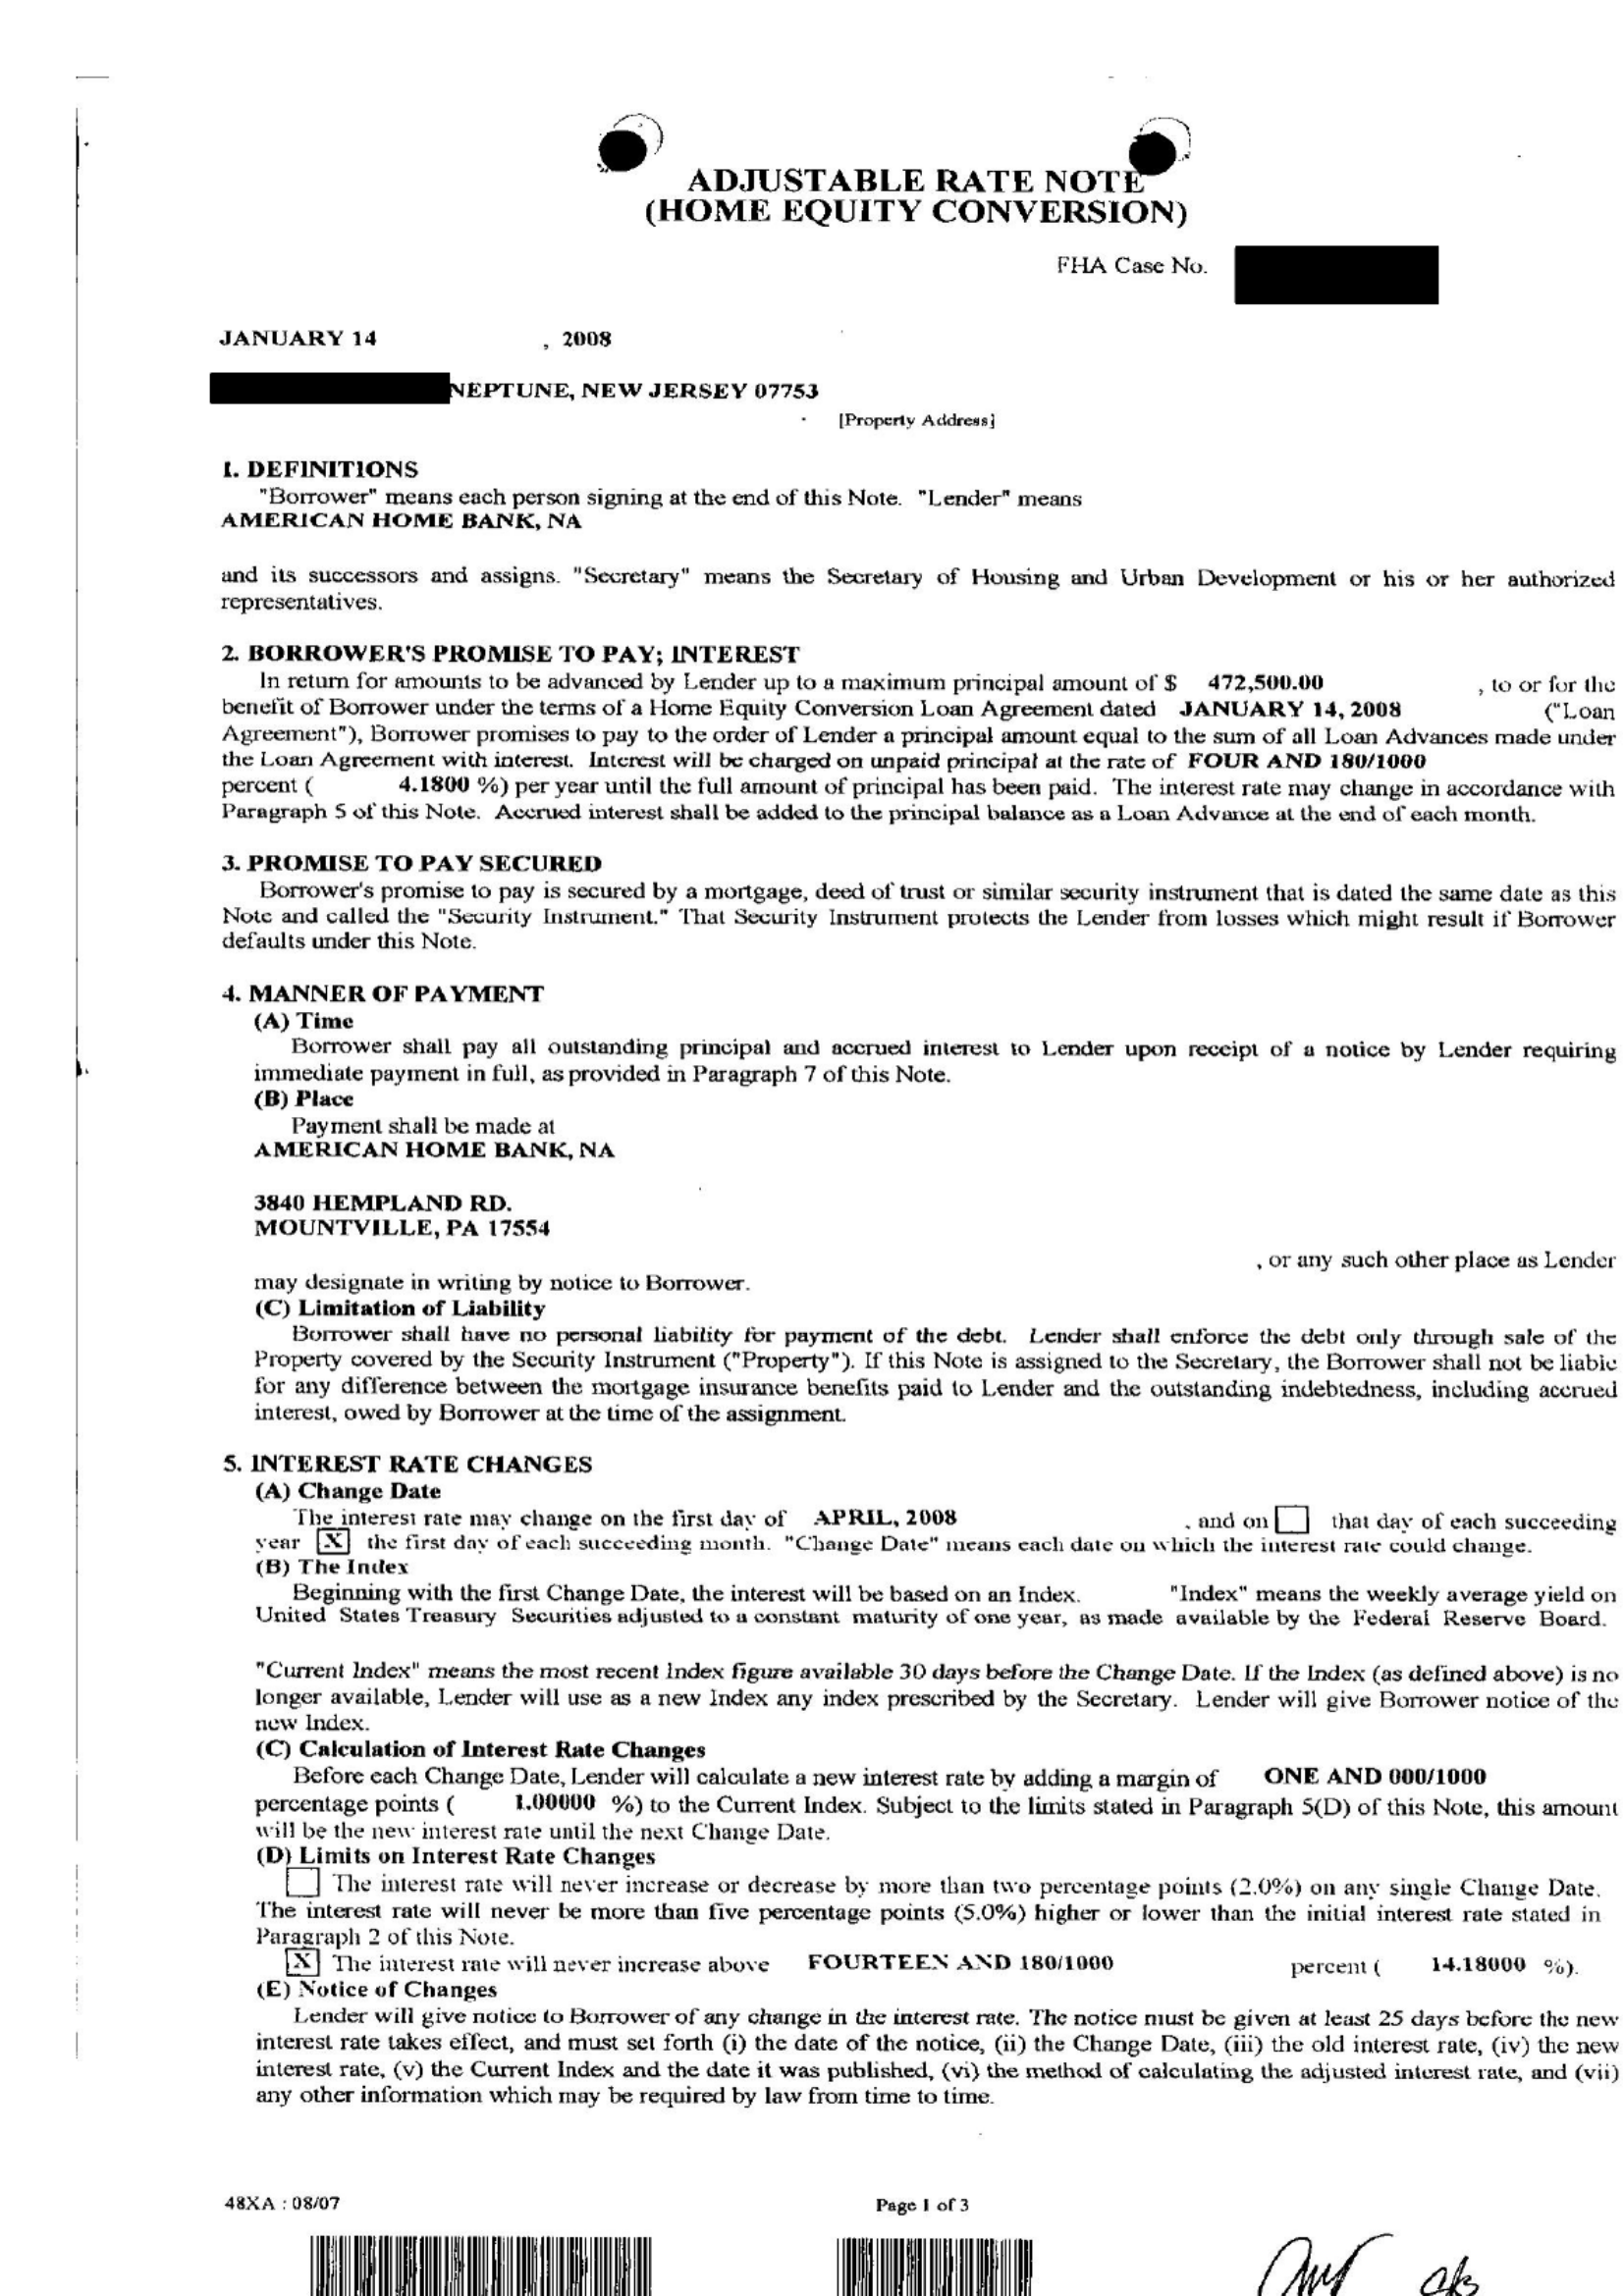 ADJUSTABLE RATE NOTE
(HOME EQUITY CONVERSION)
FHA Case No.
JANUARY 14 , 2008
NEPTUNE, NEW JERSEY 07753
[Property Address]
1. DEFINITIONS
"Borrower" means each person signing at the end of this Note. "Lender" means
AMERICAN HOME BANK, NA
and its successors and assigns. "Secretary" means the Secretary of Housing and Urban Development or his or her authorized
representatives.
2. BORROWER'S PROMISE TO PAY; INTEREST
In return for amounts to be advanced by Lender up to a maximum principal amount of $ 472,500.00 , to or for the
benefit of Borrower under the terms of a Home Equity Conversion Loan Agreement dated JANUARY 14, 2008 ("Loan
Agreement"), Borrower promises to pay to the order of Lender a principal amount equal to the sum of all Loan Advances made under
the Loan Agreement with interest. Interest will be charged on unpaid principal at the rate of FOUR AND 180/1000
percent ( 4.1800 %) per year until the full amount of principal has been paid. The interest rate may change in accordance with
Paragraph 5 of this Note. Accrued interest shall be added to the principal balance as a Loan Advance at the end of each month.
3. PROMISE TO PAY SECURED
Borrower's promise to pay is secured by a mortgage, deed of trust or similar security instrument that is dated the same date as this
Note and called the "Security Instrument." That Security Instrument protects the Lender from losses which might result if Borrower
defaults under this Note.
4. MANNER OF PAYMENT
(A) Time
Borrower shall pay all outstanding principal and accrued interest to Lender upon receipt of a notice by Lender requiring
immediate payment in full, as provided in Paragraph 7 of this Note.
(B) Place
Payment shall be made at
AMERICAN HOME BANK, NA
3840 HEMPLAND RD.
MOUNTVILLE, PA 17554
, or any such other place as Lender
may designate in writing by notice to Borrower.
(C) Limitation of Liability
Borrower shall have no personal liability for payment of the debt. Lender shall enforce the debt only through sale of the
Property covered by the Security Instrument ("Property"). If this Note is assigned to the Secretary, the Borrower shall not be liable
for any difference between the mortgage insurance benefits paid to Lender and the outstanding indebtedness, including accrued
interest, owed by Borrower at the time of the assignment.
5. INTEREST RATE CHANGES
(A) Change Date
The interest rate may change on the first day of APRIL, 2008 , and on that day of each succeeding
year X the first day of each succeeding month. "Change Date" means each date on which the interest rate could change.
(B) The Index
Beginning with the first Change Date, the interest will be based on an Index. "Index" means the weekly average yield on
United States Treasury Securities adjusted to a constant maturity of one year, as made available by the Federal Reserve Board.
"Current Index" means the most recent Index figure available 30 days before the Change Date. If the Index (as defined above) is no
longer available, Lender will use as a new Index any index prescribed by the Secretary. Lender will give Borrower notice of the
new Index.
(C) Calculation of Interest Rate Changes
Before each Change Date, Lender will calculate a new interest rate by adding a margin of ONE AND 000/1000
percentage points ( 1.00000 %) to the Current Index. Subject to the limits stated in Paragraph 5(D) of this Note, this amount
will be the new interest rate until the next Change Date.
(D) Limits on Interest Rate Changes
The interest rate will never increase or decrease by more than two percentage points (2.0%) on any single Change Date.
The interest rate will never be more than five percentage points (5.0%) higher or lower than the initial interest rate stated in
Paragraph 2 of this Note.
X The interest rate will never increase above FOURTEEN AND 180/1000 percent ( 14.18000 %).
(E) Notice of Changes
Lender will give notice to Borrower of any change in the interest rate. The notice must be given at least 25 days before the new
interest rate takes effect, and must set forth (i) the date of the notice, (ii) the Change Date, (iii) the old interest rate, (iv) the new
interest rate, (v) the Current Index and the date it was published, (vi) the method of calculating the adjusted interest rate, and (vii)
any other information which may be required by law from time to time.
48XA : 08/07 Page 1 of 3